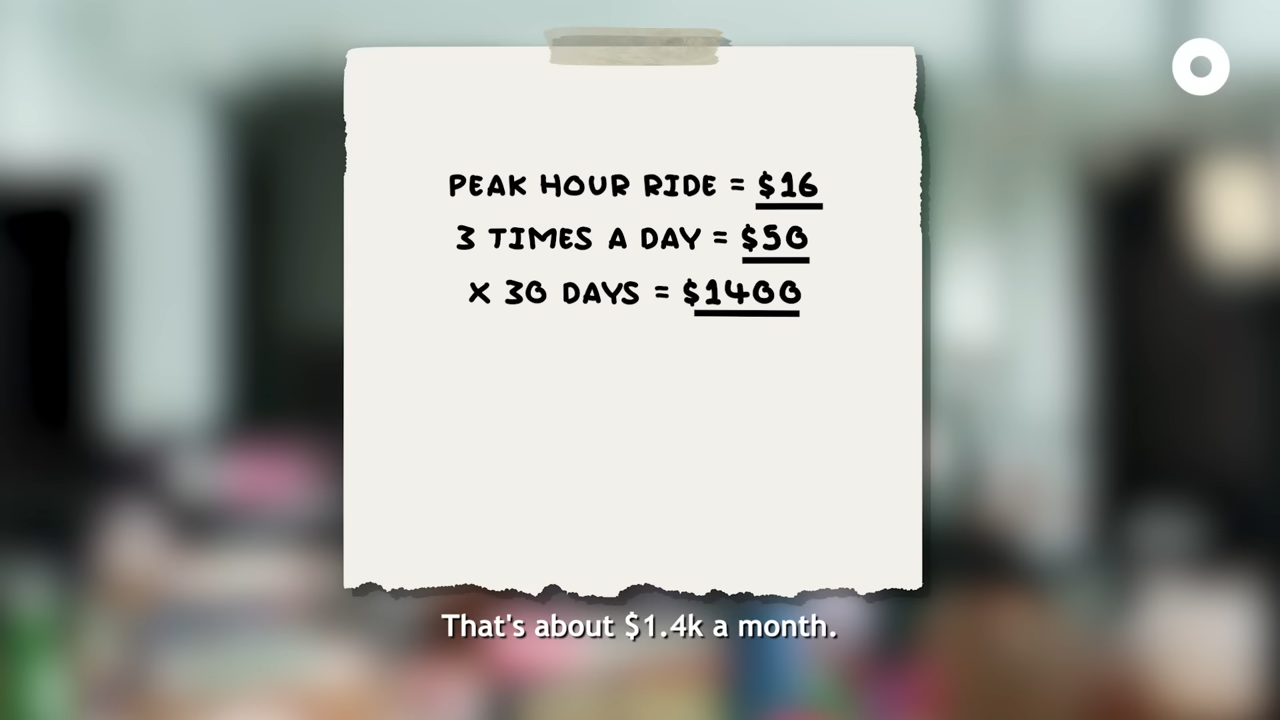 PEAK HOUR RIDE = $16
3 TIMES A DAY = $50
X 30 DAYS = $1400
That's about $1.4k a month.